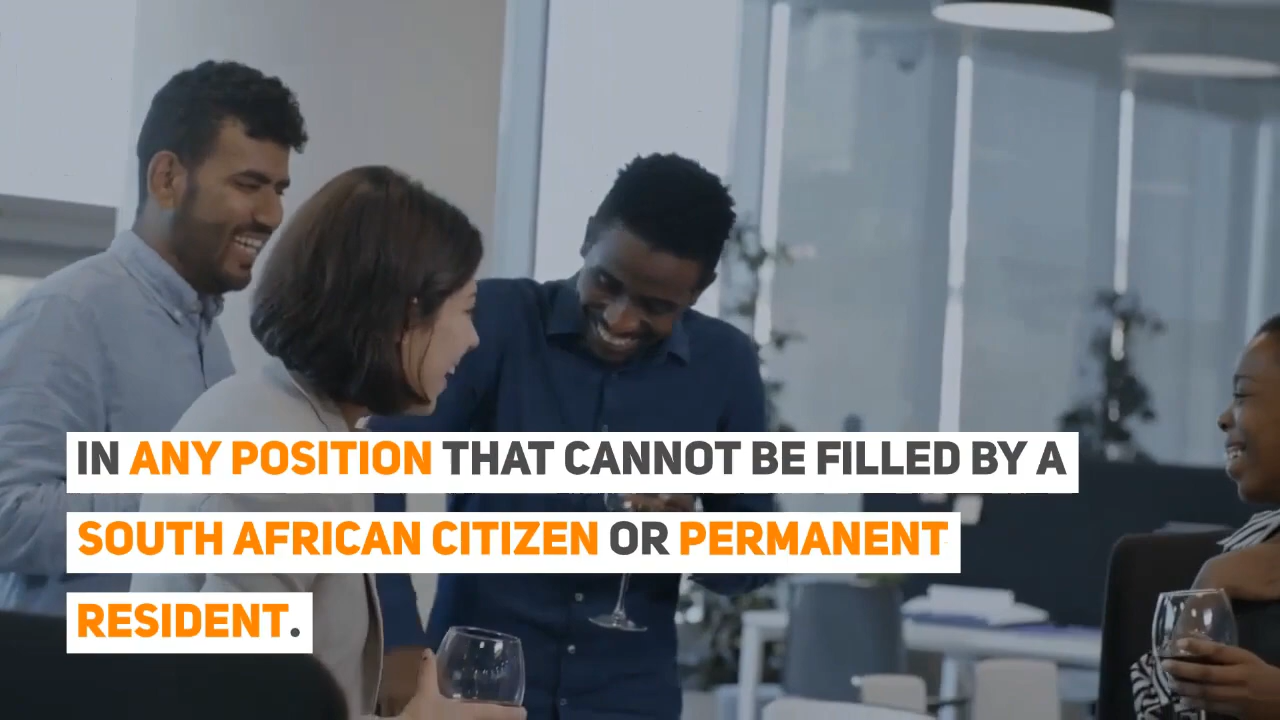 IN ANY POSITION THAT CANNOT BE FILLED BY A
SOUTH AFRICAN CITIZEN OR PERMANENT
RESIDENT.